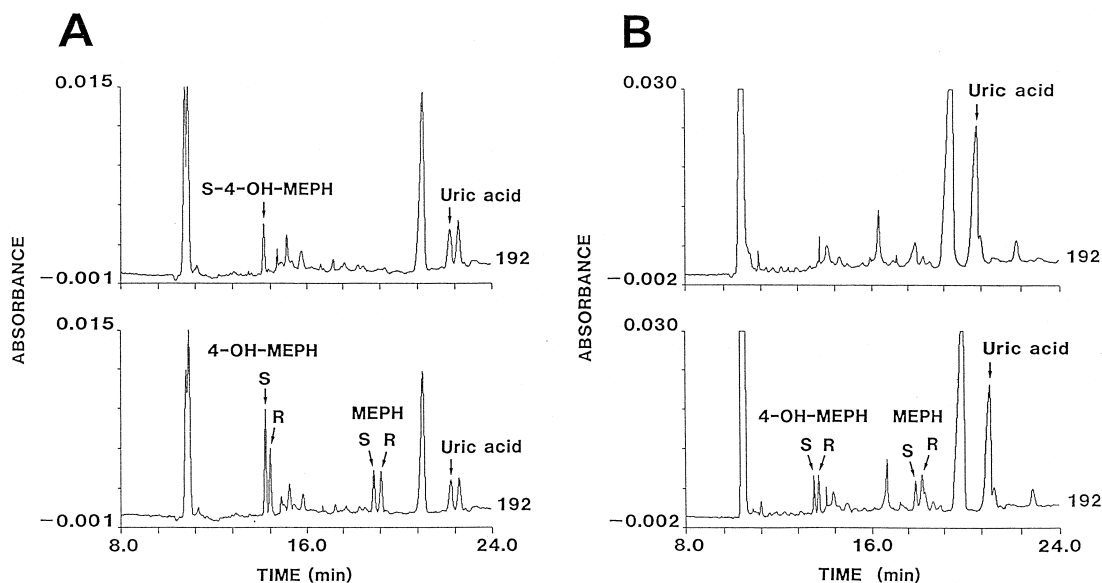 A
0.015
S-4-OH-MEPH
Uric acid
192
−0.001
0.015
4-OH-MEPH
S
R
MEPH
S R
Uric acid
192
−0.001
8.0 16.0 24.0
TIME (min)
ABSORBANCE
B
0.030
Uric acid
192
−0.002
0.030
Uric acid
4-OH-MEPH
S R
MEPH
S R
192
−0.002
8.0 16.0 24.0
TIME (min)
ABSORBANCE